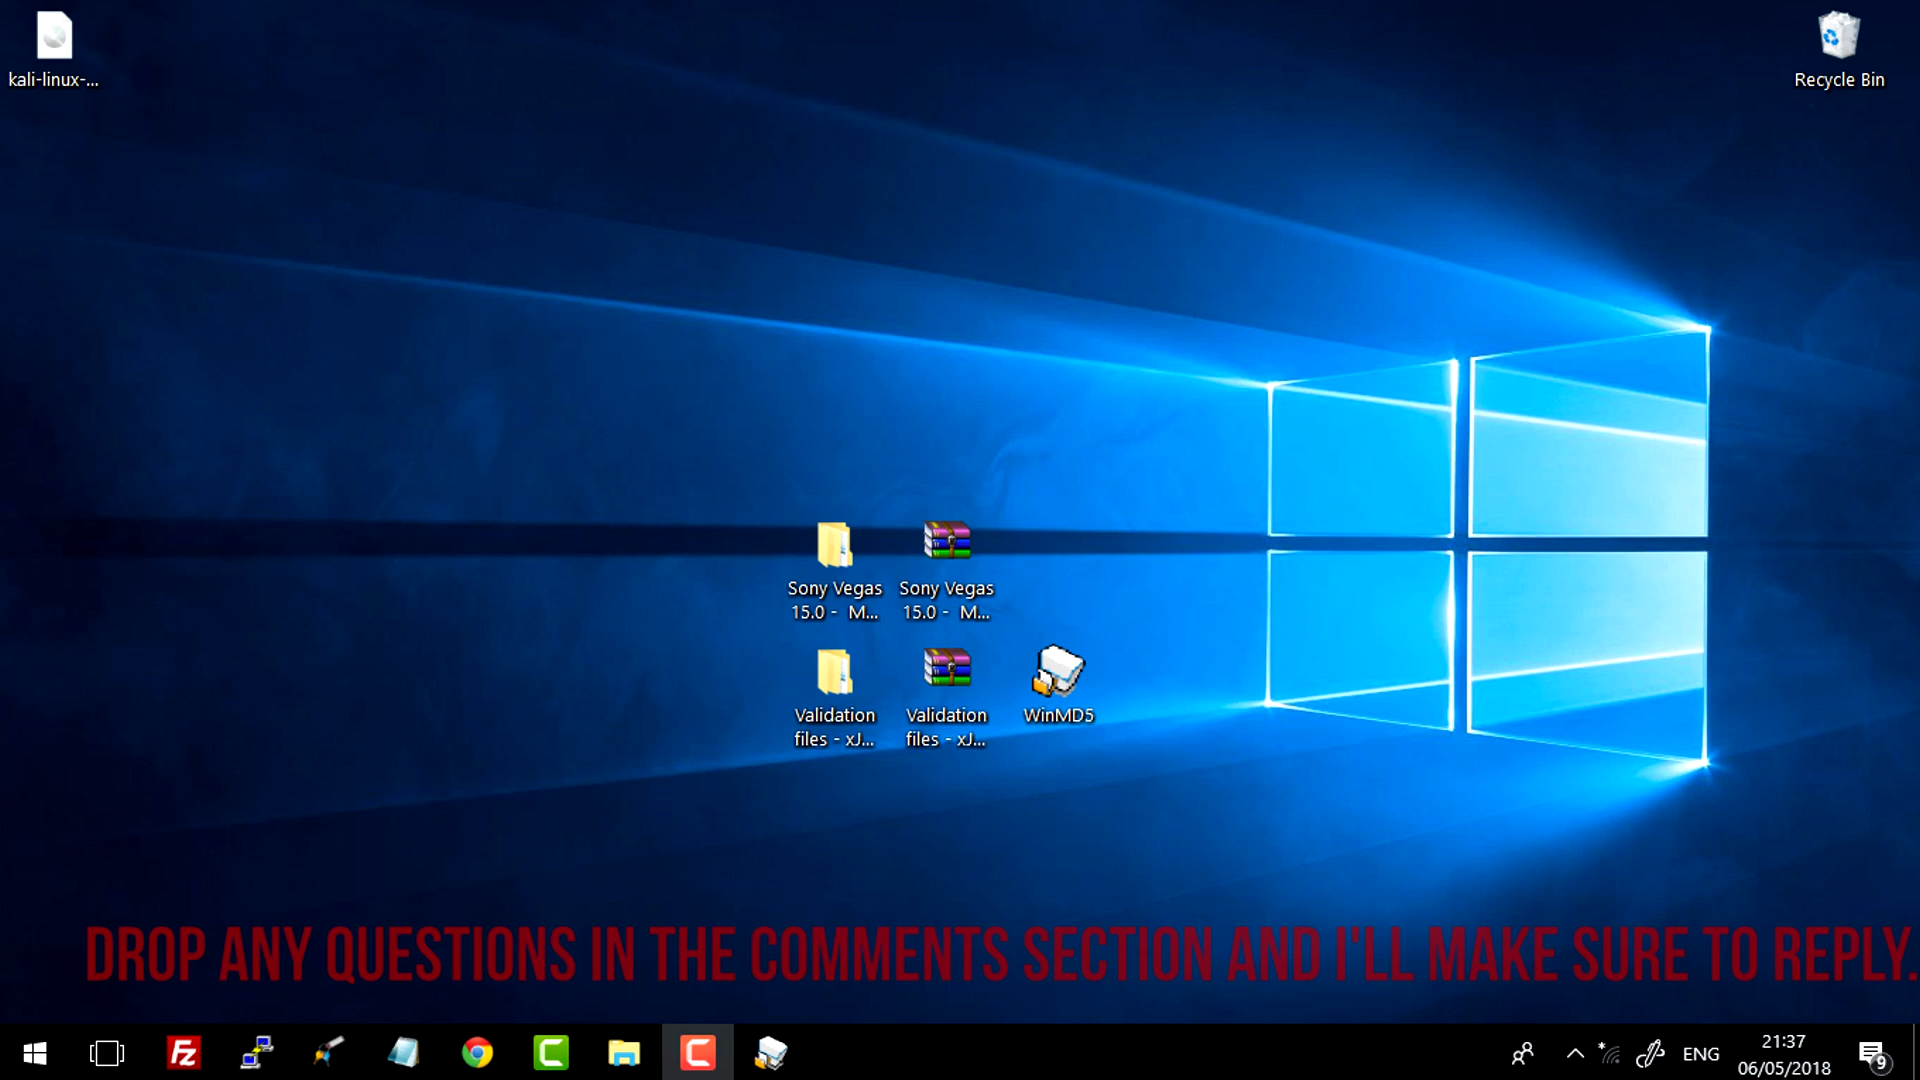 kali-linux-...
Recycle Bin
Sony Vegas
15.0 - M...
Sony Vegas
15.0 - M...
Validation
files - xJ...
Validation
files - xJ...
WinMD5
DROP ANY QUESTIONS IN THE COMMENTS SECTION AND I'LL MAKE SURE TO REPLY.
Fz
ENG
21:37
06/05/2018
9